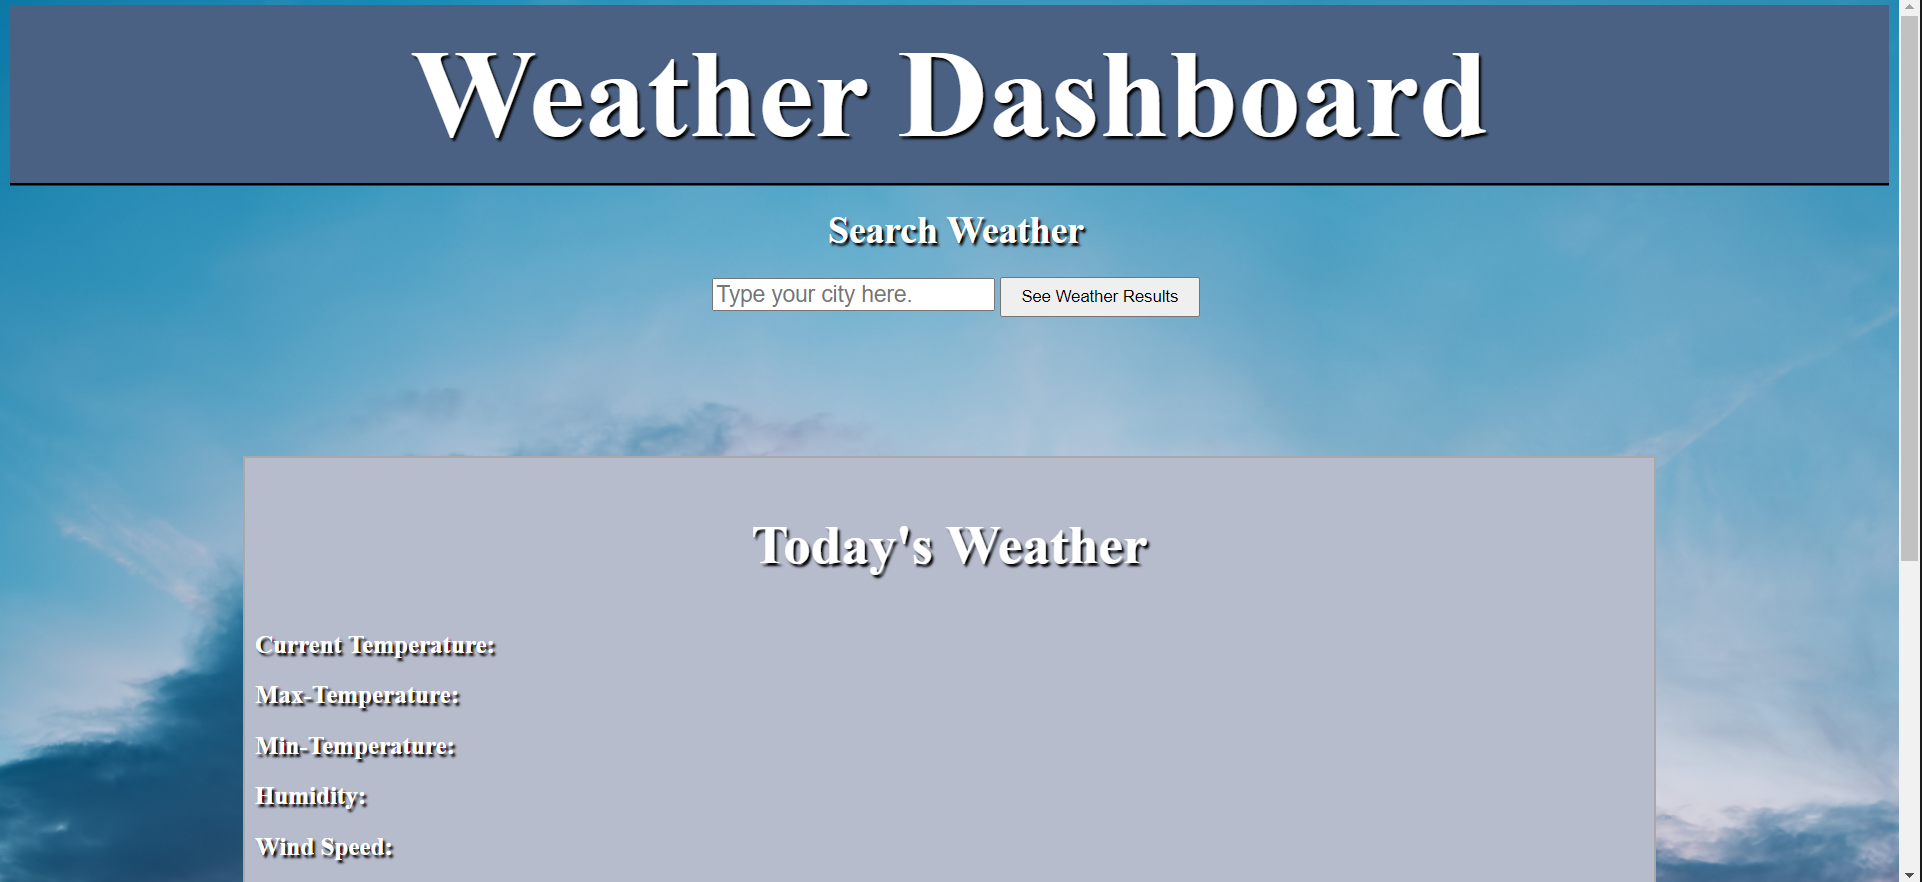 Weather Dashboard
Search Weather
Type your city here. See Weather Results
Today's Weather
Current Temperature:
Max-Temperature:
Min-Temperature:
Humidity:
Wind Speed: